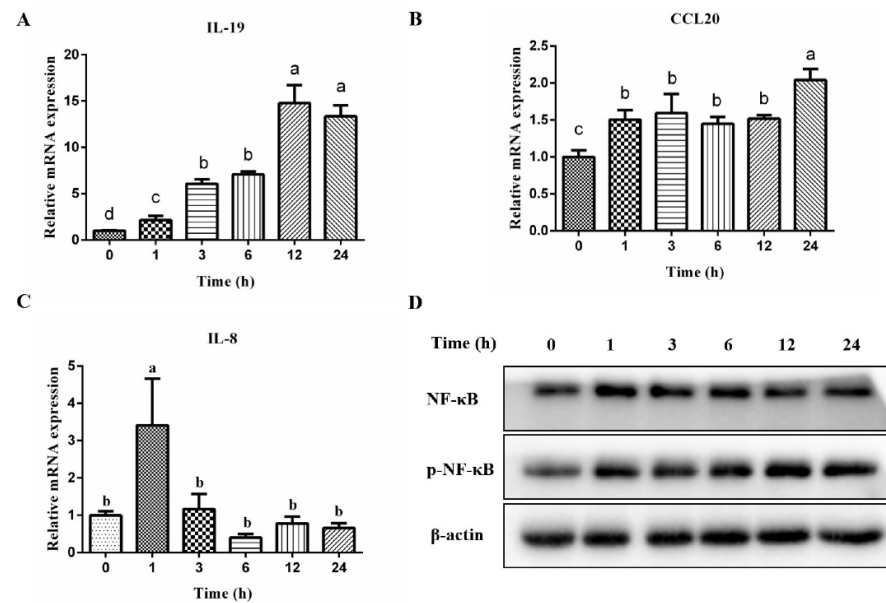 A
IL-19
Relative mRNA expression
20
15
10
5
0
d
c
b
b
a
a
0 1 3 6 12 24
Time (h)
B
CCL20
Relative mRNA expression
2.5
2.0
1.5
1.0
0.5
0.0
c
b
b
b
b
a
0 1 3 6 12 24
Time (h)
C
IL-8
Relative mRNA expression
5
4
3
2
1
0
b
a
b
b
b
b
0 1 3 6 12 24
Time (h)
D
Time (h) 0 1 3 6 12 24
NF-κB
p-NF-κB
β-actin